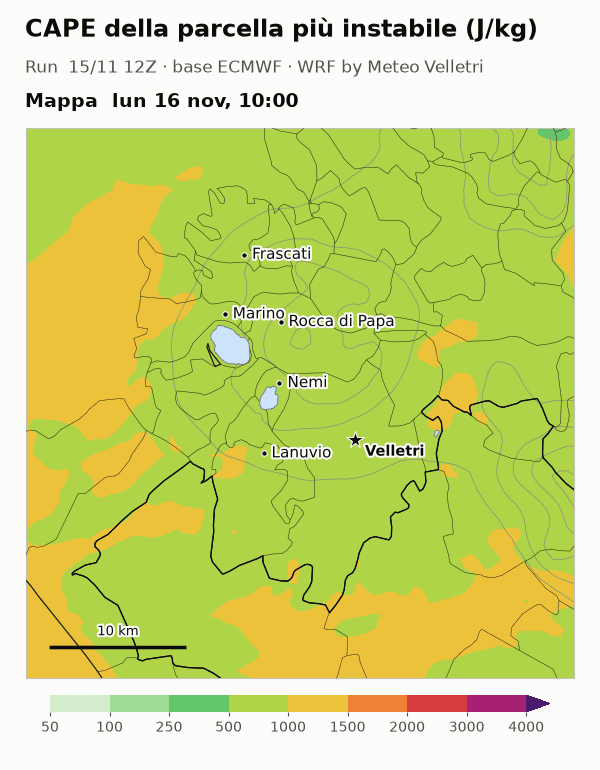 CAPE della parcella più instabile (J/kg)
Run 15/11 12Z · base ECMWF · WRF by Meteo Velletri
Mappa lun 16 nov, 10:00
Frascati
Marino
Rocca di Papa
Nemi
Velletri
Lanuvio
10 km
50 100 250 500 1000 1500 2000 3000 4000